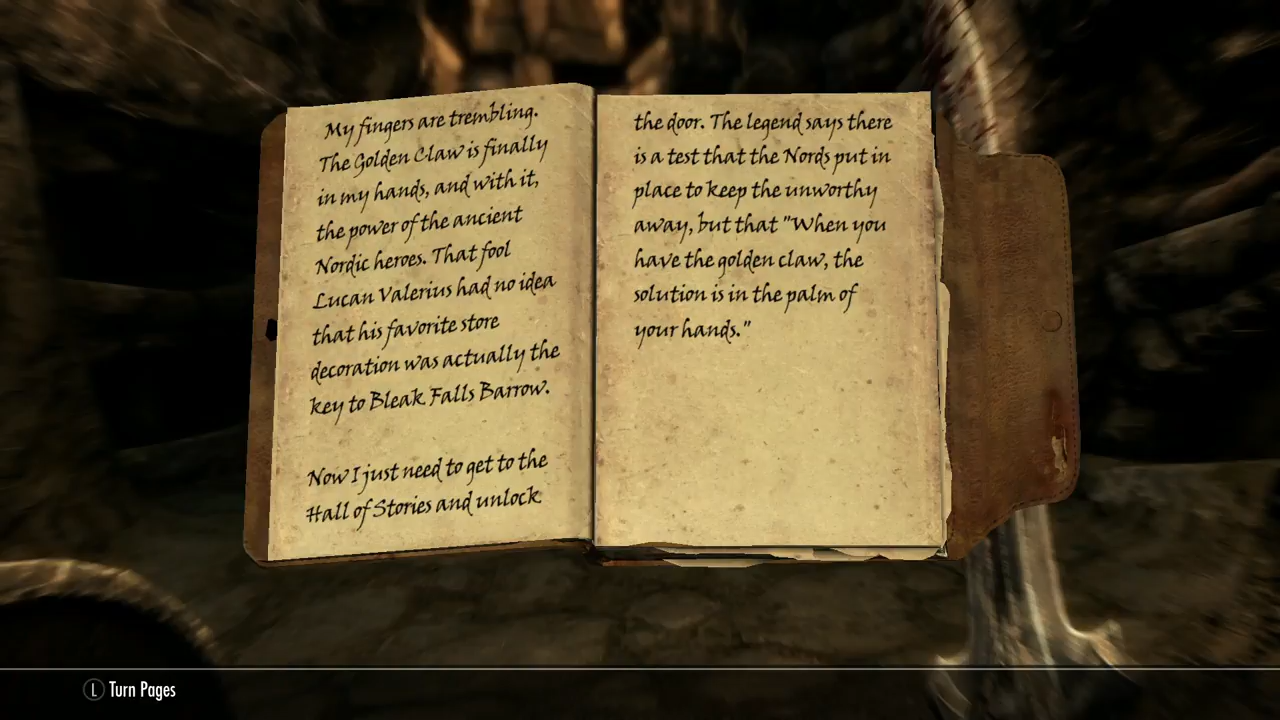 My fingers are trembling.
The Golden Claw is finally
in my hands, and with it,
the power of the ancient
Nordic heroes. That fool
Lucan Valerius had no idea
that his favorite store
decoration was actually the
key to Bleak Falls Barrow.
Now I just need to get to the
Hall of Stories and unlock
the door. The legend says there
is a test that the Nords put in
place to keep the unworthy
away, but that "When you
have the golden claw, the
solution is in the palm of
your hands."
L Turn Pages